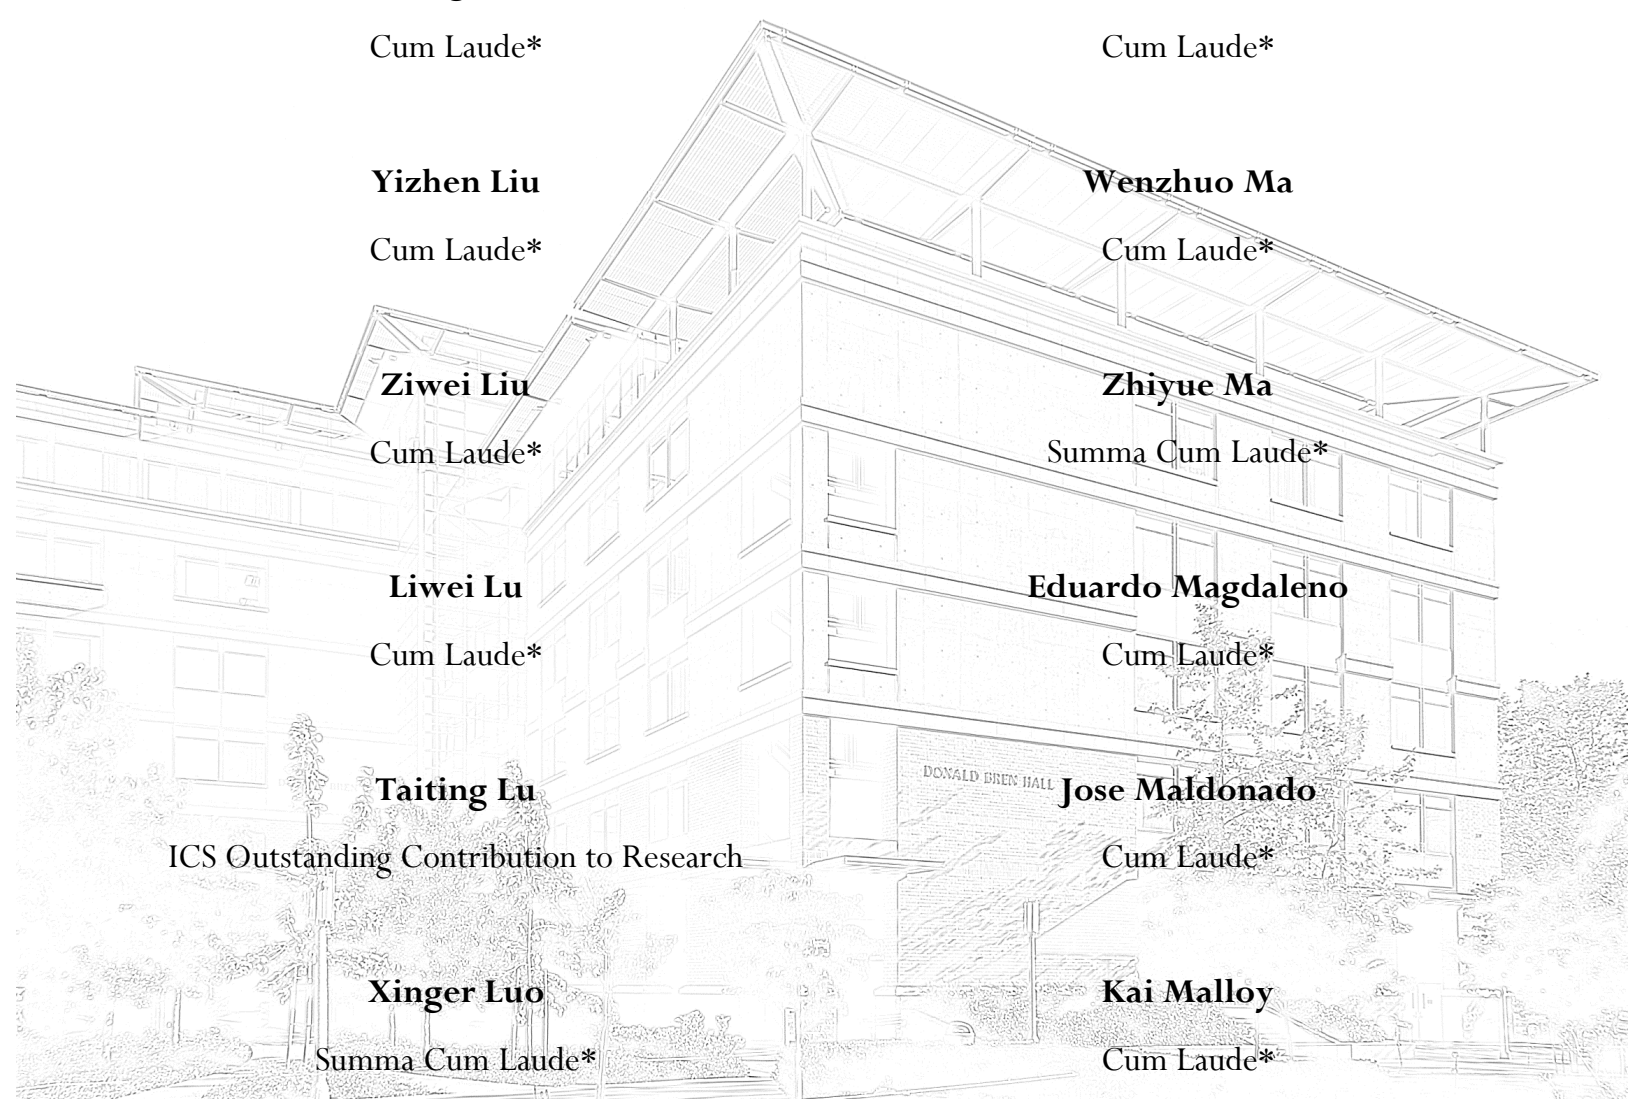 Cum Laude*
Yizhen Liu
Cum Laude*
Ziwei Liu
Cum Laude*
Liwei Lu
Cum Laude*
Taiting Lu
ICS Outstanding Contribution to Research
Xinger Luo
Summa Cum Laude*
Cum Laude*
Wenzhuo Ma
Cum Laude*
Zhiyue Ma
Summa Cum Laude*
Eduardo Magdaleno
Cum Laude*
DONALD BREN HALL
Jose Maldonado
Cum Laude*
Kai Malloy
Cum Laude*